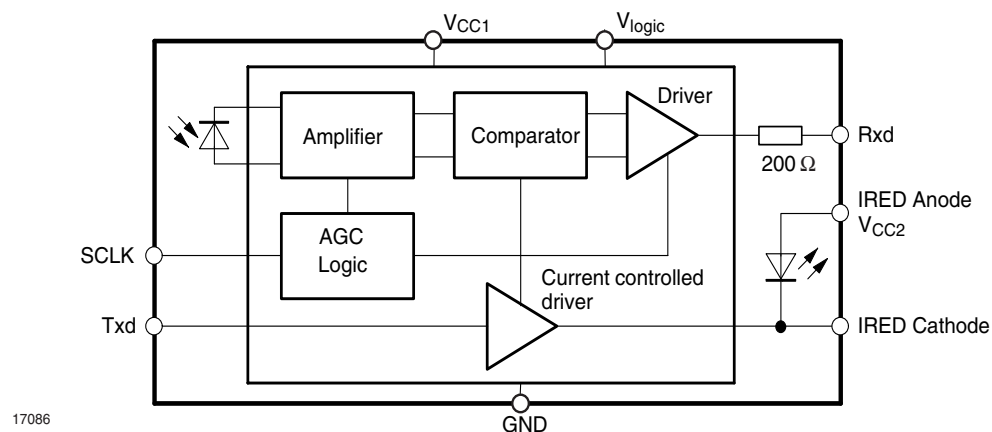 VCC1
Vlogic
Driver
Amplifier
Comparator
Rxd
200 Ω
IRED Anode
VCC2
AGC
Logic
SCLK
Current controlled
driver
Txd
IRED Cathode
17086
GND